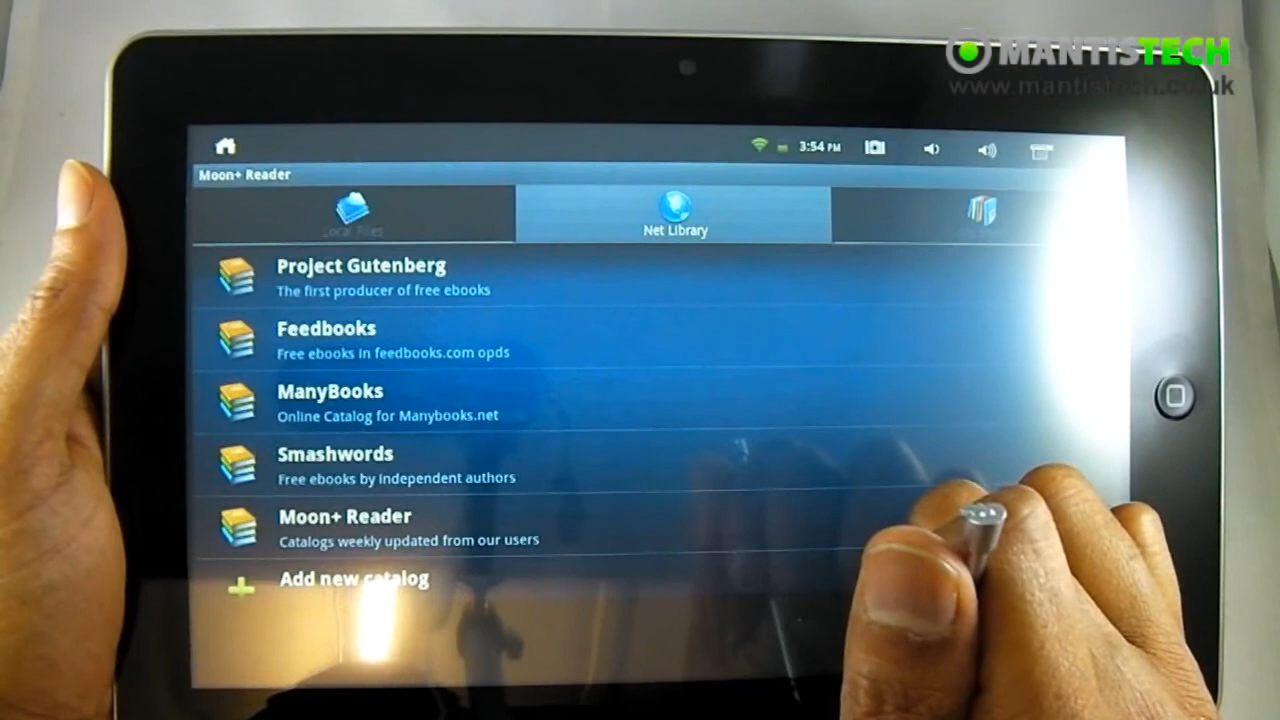 MANTISTECH
www.mantistech.co.uk
3:54 PM
Moon+ Reader
Local Files
Net Library
Project Gutenberg
The first producer of free ebooks
Feedbooks
Free ebooks in feedbooks.com opds
ManyBooks
Online Catalog for Manybooks.net
Smashwords
Free ebooks by independent authors
Moon+ Reader
Catalogs weekly updated from our users
Add new catalog